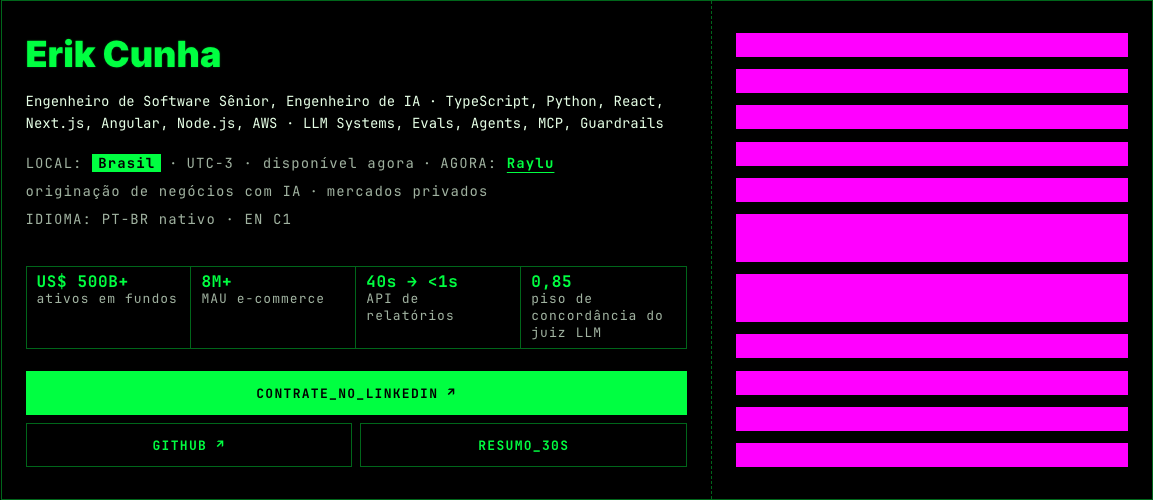 Erik Cunha
Engenheiro de Software Sênior, Engenheiro de IA · TypeScript, Python, React,
Next.js, Angular, Node.js, AWS · LLM Systems, Evals, Agents, MCP, Guardrails
LOCAL: Brasil · UTC-3 · disponível agora · AGORA: Raylu
originação de negócios com IA · mercados privados
IDIOMA: PT-BR nativo · EN C1
US$ 500B+
ativos em fundos
8M+
MAU e-commerce
40s → <1s
API de
relatórios
0,85
piso de
concordância do
juiz LLM
CONTRATE_NO_LINKEDIN ↗
GITHUB ↗
RESUMO_30S